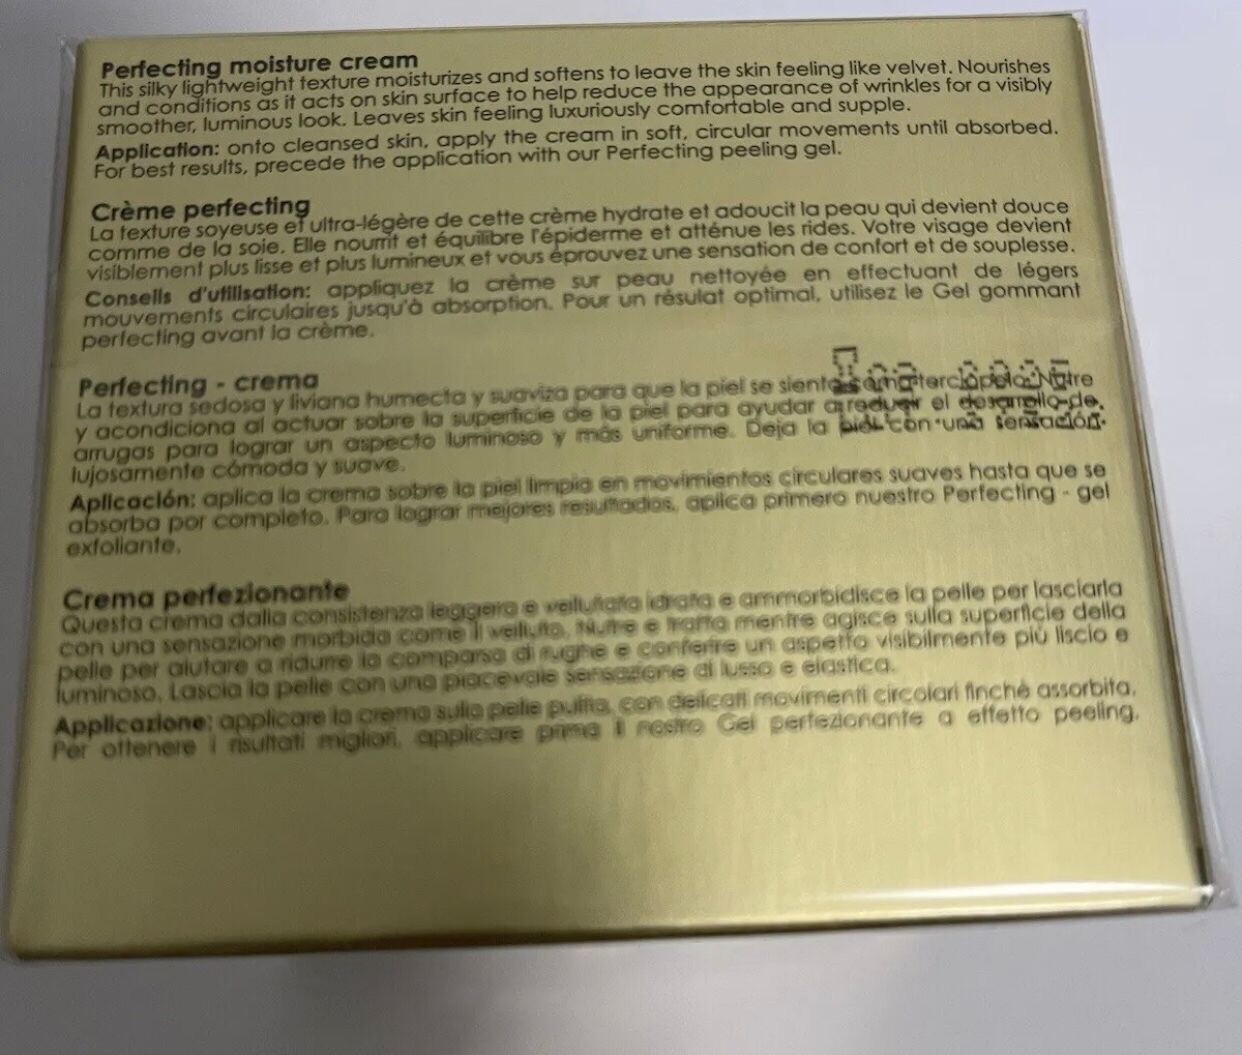 Perfecting moisture cream
This silky lightweight texture moisturizes and softens to leave the skin feeling like velvet. Nourishes
and conditions as it acts on skin surface to help reduce the appearance of wrinkles for a visibly
smoother, luminous look. Leaves skin feeling luxuriously comfortable and supple.
Application: onto cleansed skin, apply the cream in soft, circular movements until absorbed.
For best results, precede the application with our Perfecting peeling gel.
Crème perfecting
La texture soyeuse et ultra-légère de cette crème hydrate et adoucit la peau qui devient douce
comme de la soie. Elle nourrit et équilibre l'épiderme et atténue les rides. Votre visage devient
visiblement plus lisse et plus lumineux et vous éprouvez une sensation de confort et de souplesse.
Conseils d'utilisation: appliquez la crème sur peau nettoyée en effectuant de légers
mouvements circulaires jusqu'à absorption. Pour un résulat optimal, utilisez le Gel gommant
perfecting avant la crème.
Perfecting - crema
La textura sedosa y liviana humecta y suaviza para que la piel se sienta como terciopelo. Nutre
y acondiciona al actuar sobre la superficie de la piel para ayudar a reducir el desarrollo de
arrugas para lograr un aspecto luminoso y más uniforme. Deja la piel con una sensación
lujosamente cómoda y suave.
Aplicación: aplica la crema sobre la piel limpia en movimientos circulares suaves hasta que se
absorba por completo. Para lograr mejores resultados, aplica primero nuestro Perfecting - gel
exfoliante.
Crema perfezionante
Questa crema dalla consistenza leggera e vellutata idrata e ammorbidisce la pelle per lasciarla
con una sensazione morbida come il velluto. Nutre e tratta mentre agisce sulla superficie della
pelle per aiutare a ridurre la comparsa di rughe e conferire un aspetto visibilmente più liscio e
luminoso. Lascia la pelle con una piacevole sensazione di lusso e elastica.
Applicazione: applicare la crema sulla pelle pulita, con delicati movimenti circolari finché assorbita.
Per ottenere i risultati migliori, applicare prima il nostro Gel perfezionante a effetto peeling.